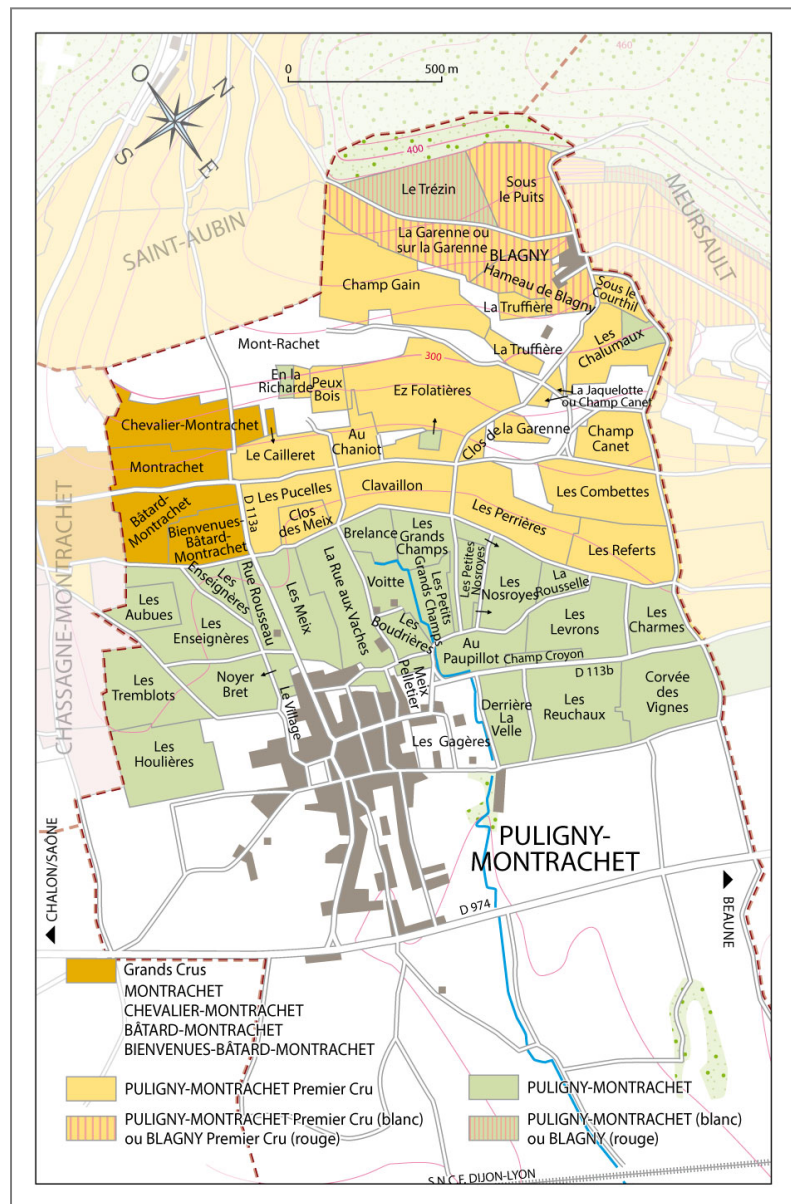 460
O
N
S
E
0
500 m
400
Le Trézin
Sous
le Puits
MEURSAULT
SAINT-AUBIN
La Garenne ou
sur la Garenne
BLAGNY
Hameau de Blagny
Champ Gain
Sous le
Courthil
La Truffière
Les
Chalumaux
Mont-Rachet
La Truffière
300
En la
Richarde
Peux
Bois
Ez Folatières
La Jaquelotte
ou Champ Canet
Chevalier-Montrachet
Au
Chaniot
Clos de la Garenne
Champ
Canet
Le Cailleret
Montrachet
Clavaillon
Les Pucelles
Les Combettes
D 113a
Bâtard-
Montrachet
Clos
des Meix
Les Perrières
Bienvenues-
Bâtard-
Montrachet
Brelance
Les
Grands
Champs
Les Referts
Les
Enseignères
Rue Rousseau
Les Meix
La Rue aux Vaches
Voitte
Les Petits
Grands Champs
Les Petites
Nosroyes
Les
Nosroyes
La
Rousselle
Les
Aubues
Les
Enseignères
Les
Boudrières
Les
Levrons
Les
Charmes
Au
Paupillot
Champ Croyon
D 113b
CHASSAGNE-MONTRACHET
Les
Tremblots
Noyer
Bret
Le Village
Meix
Pelletier
Derrière
La
Velle
Les
Reuchaux
Corvée
des
Vignes
Les
Houlières
Les Gagères
PULIGNY-
MONTRACHET
CHALON/SAÔNE
BEAUNE
D 974
Grands Crus
MONTRACHET
CHEVALIER-MONTRACHET
BÂTARD-MONTRACHET
BIENVENUES-BÂTARD-MONTRACHET
PULIGNY-MONTRACHET Premier Cru
PULIGNY-MONTRACHET
PULIGNY-MONTRACHET Premier Cru (blanc)
ou BLAGNY Premier Cru (rouge)
PULIGNY-MONTRACHET (blanc)
ou BLAGNY (rouge)
S.N.C.F. DIJON-LYON